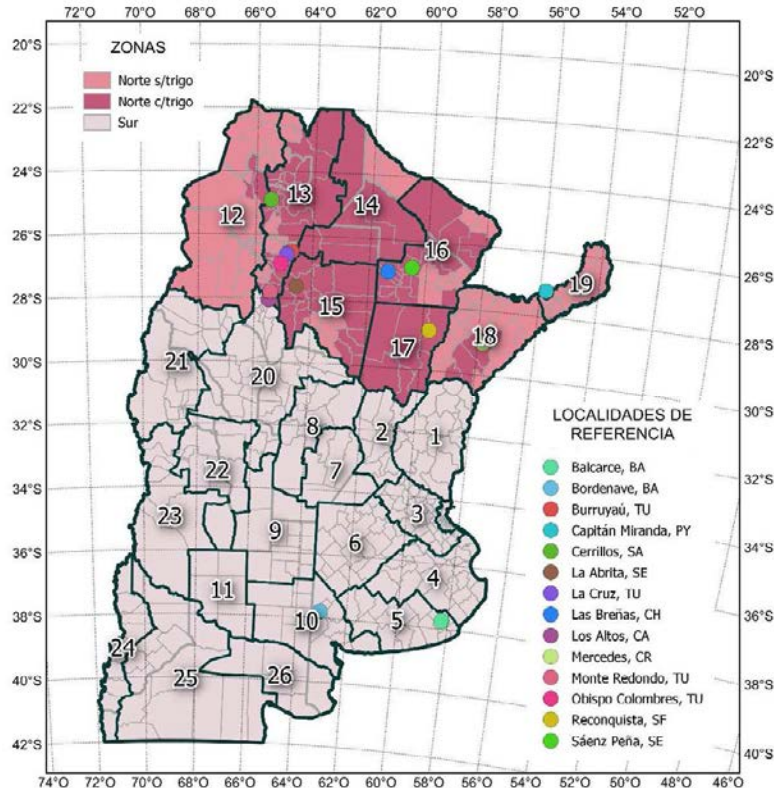 74°O 72°O 70°O 68°O 66°O 64°O 62°O 60°O 58°O 56°O 54°O 52°O
20°S
22°S
24°S
26°S
28°S
30°S
32°S
34°S
36°S
38°S
40°S
42°S
ZONAS
Norte s/trigo
Norte c/trigo
Sur
12
13
14
16
19
15
17
18
21
20
8
2
1
22
7
23
9
3
6
4
11
10
5
24
25
26
20°S
22°S
24°S
26°S
28°S
30°S
32°S
34°S
36°S
38°S
40°S
LOCALIDADES DE
REFERENCIA
Balcarce, BA
Bordenave, BA
Burruyaú, TU
Capitán Miranda, PY
Cerrillos, SA
La Abrita, SE
La Cruz, TU
Las Breñas, CH
Los Altos, CA
Mercedes, CR
Monte Redondo, TU
Obispo Colombres, TU
Reconquista, SF
Sáenz Peña, SE
74°O 72°O 70°O 68°O 66°O 64°O 62°O 60°O 58°O 56°O 54°O 52°O 50°O 48°O 46°O